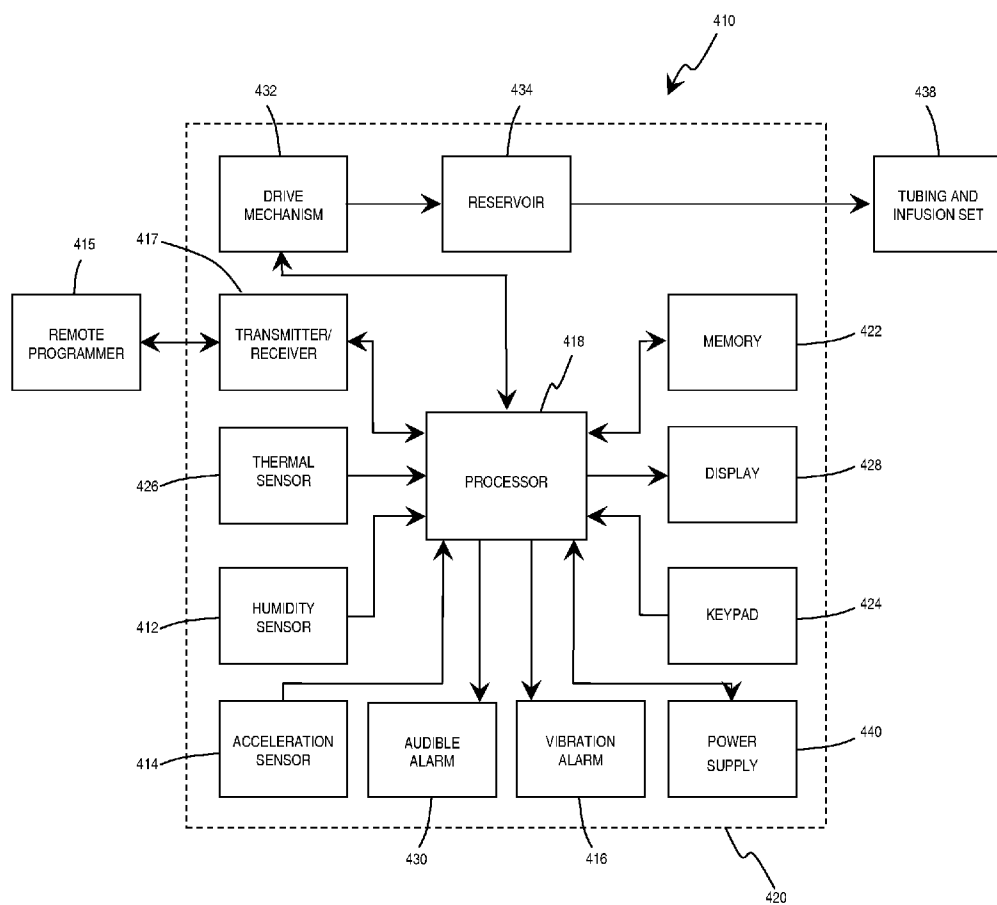 410
432
434
438
DRIVE
MECHANISM
RESERVOIR
TUBING AND
INFUSION SET
417
415
REMOTE
PROGRAMMER
TRANSMITTER/
RECEIVER
MEMORY
422
418
THERMAL
SENSOR
426
PROCESSOR
DISPLAY
428
HUMIDITY
SENSOR
412
KEYPAD
424
ACCELERATION
SENSOR
414
AUDIBLE
ALARM
VIBRATION
ALARM
POWER
SUPPLY
440
430
416
420